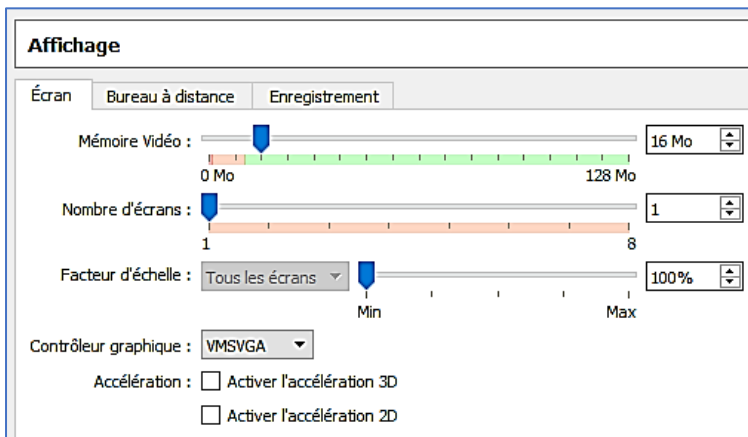 Affichage
Écran Bureau à distance Enregistrement
Mémoire Vidéo : 16 Mo
0 Mo 128 Mo
Nombre d'écrans : 1
1 8
Facteur d'échelle : Tous les écrans 100%
Min Max
Contrôleur graphique : VMSVGA
Accélération : Activer l'accélération 3D
Activer l'accélération 2D